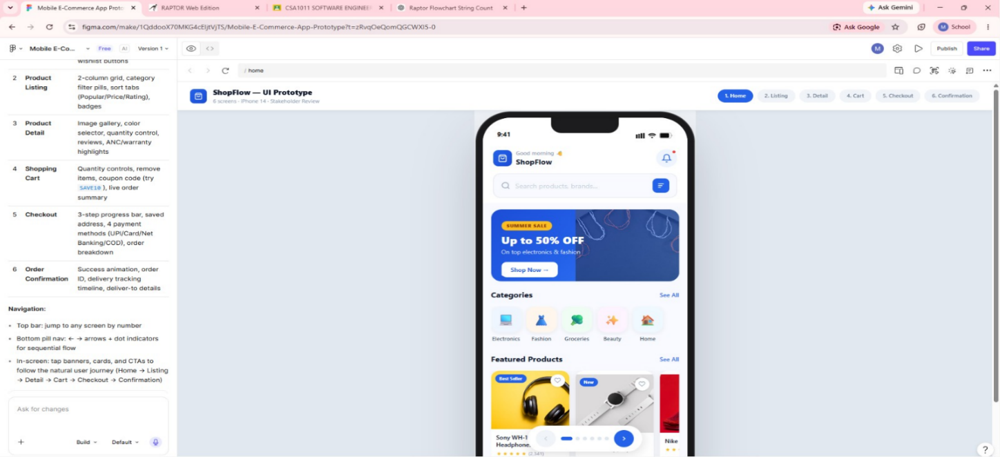 Mobile E-Commerce App Proto
RAPTOR Web Edition
CSA1011 SOFTWARE ENGINEE
Raptor Flowchart String Count
Ask Gemini
figma.com/make/1QddooX70MKG4cEljtVjTS/Mobile-E-Commerce-App-Prototype?t=zRvqOeQomQGCWXI5-0
Ask Google
M
School
Mobile E-Co...
Free
AI
Version 1
M
Publish
Share
wishlist buttons
2 Product Listing
2-column grid, category
filter pills, sort tabs
(Popular/Price/Rating),
badges
3 Product Detail
Image gallery, color
selector, quantity control,
reviews, ANC/warranty
highlights
4 Shopping Cart
Quantity controls, remove
items, coupon code (try
SAVE10), live order
summary
5 Checkout
3-step progress bar, saved
address, 4 payment
methods (UPI/Card/Net
Banking/COD), order
breakdown
6 Order Confirmation
Success animation, order
ID, delivery tracking
timeline, deliver-to details
Navigation:
• Top bar: jump to any screen by number
• Bottom pill nav: ← → arrows + dot indicators
for sequential flow
• In-screen: tap banners, cards, and CTAs to
follow the natural user journey (Home → Listing
→ Detail → Cart → Checkout → Confirmation)
Ask for changes
Build
Default
/ home
ShopFlow — UI Prototype
6 screens · iPhone 14 · Stakeholder Review
1. Home
2. Listing
3. Detail
4. Cart
5. Checkout
6. Confirmation
9:41
Good morning
ShopFlow
Search products, brands...
SUMMER SALE
Up to 50% OFF
On top electronics & fashion
Shop Now →
Categories
See All
Electronics
Fashion
Groceries
Beauty
Home
Featured Products
See All
Best Seller
New
Sony WH-1
Headphone.
(2,341)
Nike
?